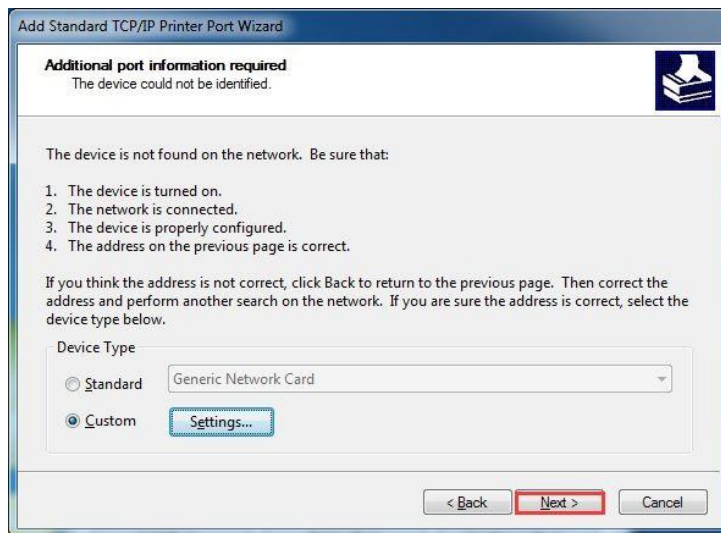 Add Standard TCP/IP Printer Port Wizard
Additional port information required
The device could not be identified.
The device is not found on the network. Be sure that:
1. The device is turned on.
2. The network is connected.
3. The device is properly configured.
4. The address on the previous page is correct.
If you think the address is not correct, click Back to return to the previous page. Then correct the
address and perform another search on the network. If you are sure the address is correct, select the
device type below.
Device Type
Standard
Generic Network Card
Custom
Settings...
< Back
Next >
Cancel